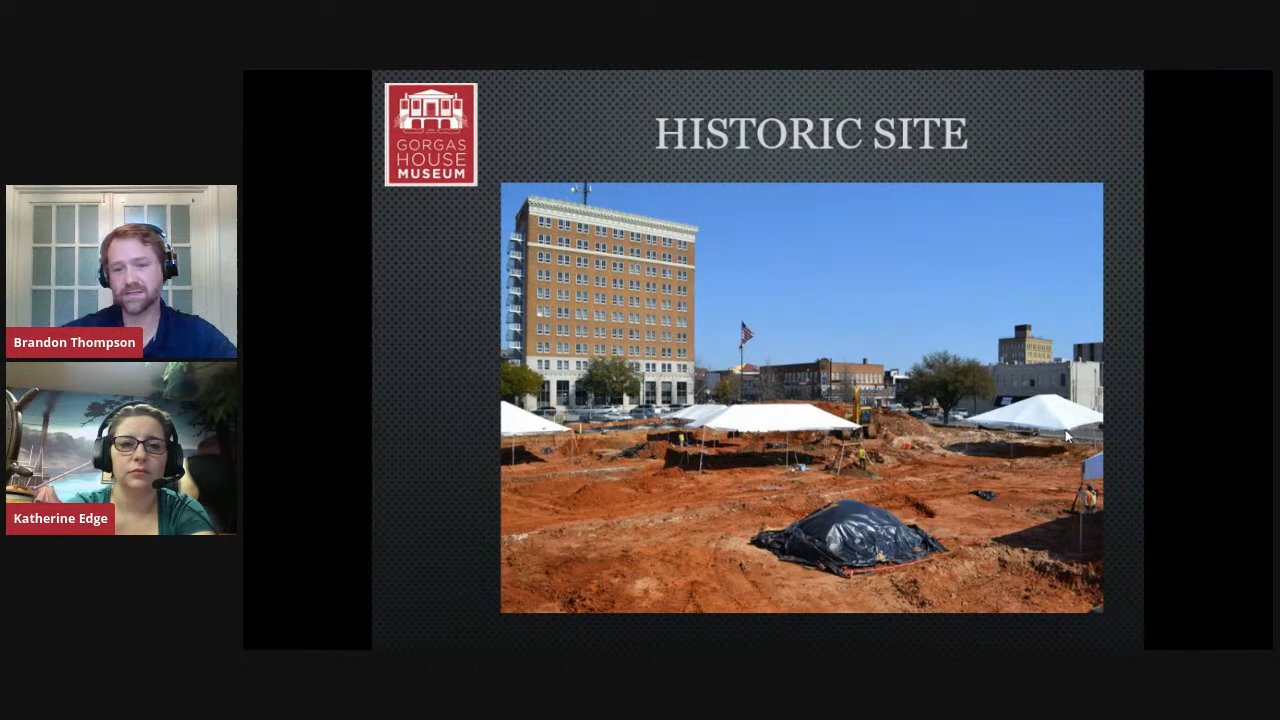 GORGAS
HOUSE
MUSEUM
HISTORIC SITE
Brandon Thompson
Katherine Edge